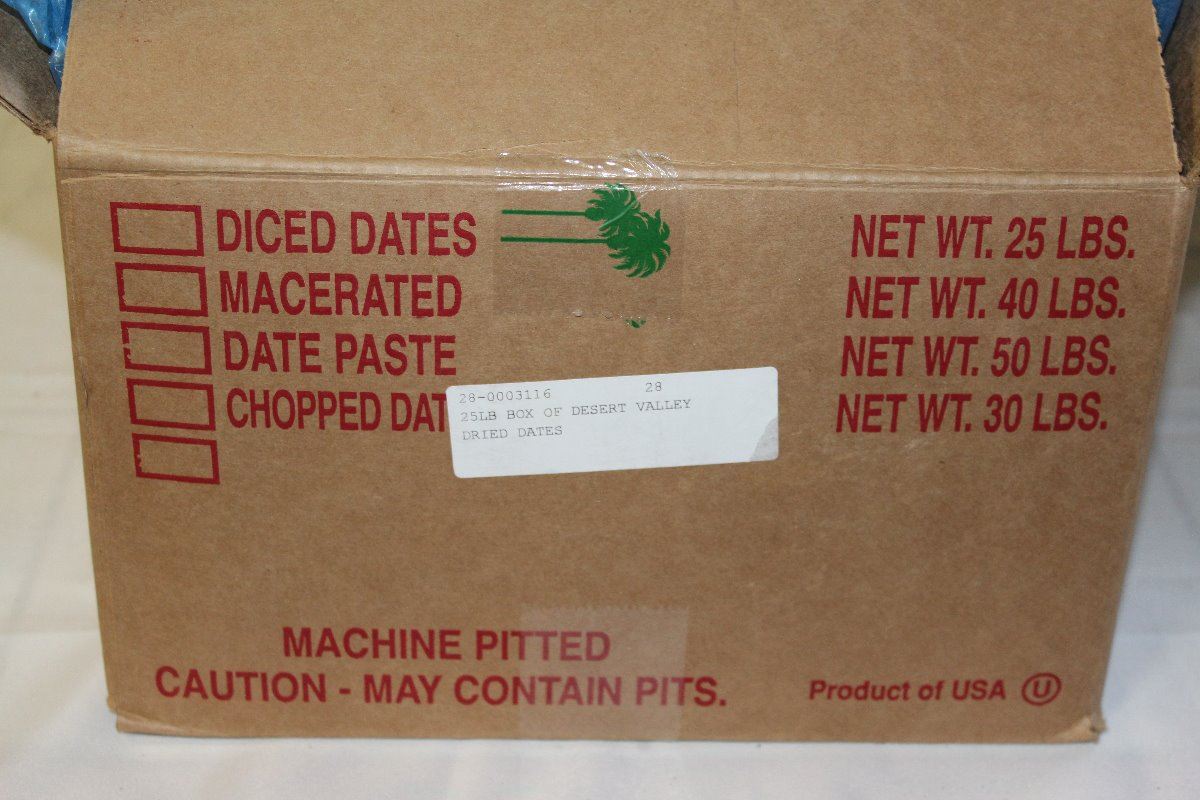 DICED DATES NET WT. 25 LBS.
MACERATED NET WT. 40 LBS.
DATE PASTE NET WT. 50 LBS.
CHOPPED DAT NET WT. 30 LBS.
28-0003116 28
25LB BOX OF DESERT VALLEY
DRIED DATES
MACHINE PITTED
CAUTION - MAY CONTAIN PITS.
Product of USA U